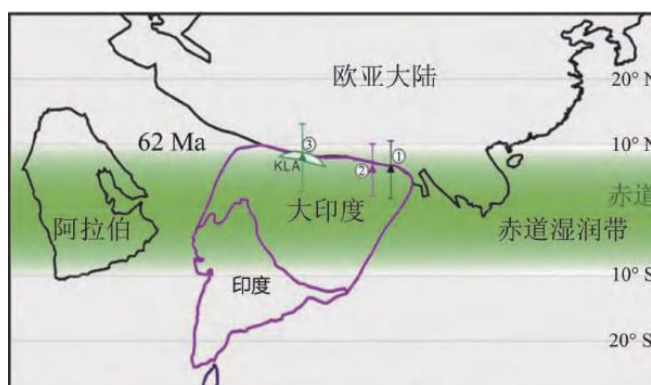 欧亚大陆
20° N
62 Ma
10° N
③
①
②
KLA
大印度
赤道
阿拉伯
赤道湿润带
印度
10° S
20° S